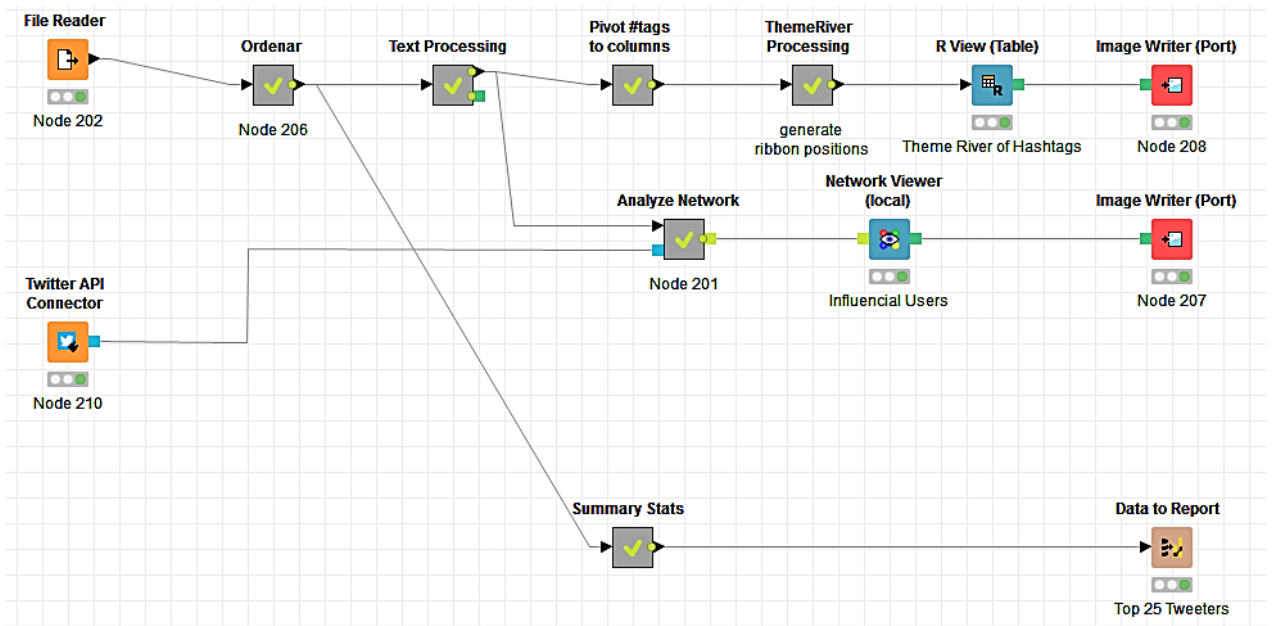 File Reader
Node 202
Ordenar
Node 206
Text Processing
Pivot #tags
to columns
ThemeRiver
Processing
generate
ribbon positions
R View (Table)
R
Theme River of Hashtags
Image Writer (Port)
Node 208
Analyze Network
Node 201
Network Viewer
(local)
Influencial Users
Image Writer (Port)
Node 207
Twitter API
Connector
Node 210
Summary Stats
Data to Report
Top 25 Tweeters